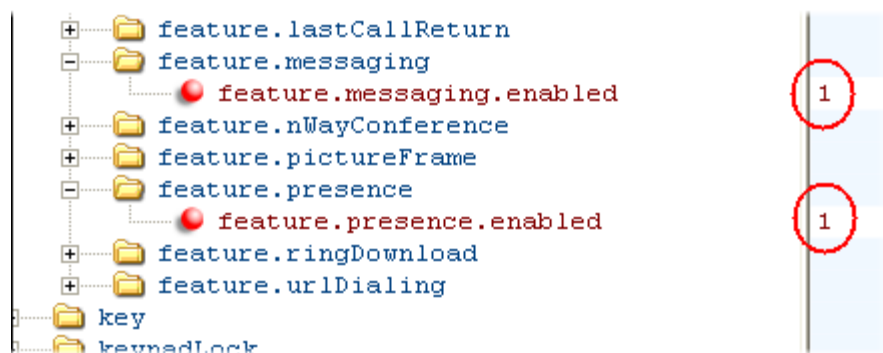 feature.lastCallReturn
feature.messaging
feature.messaging.enabled 1
feature.nWayConference
feature.pictureFrame
feature.presence
feature.presence.enabled 1
feature.ringDownload
feature.urlDialing
key
keypadLock